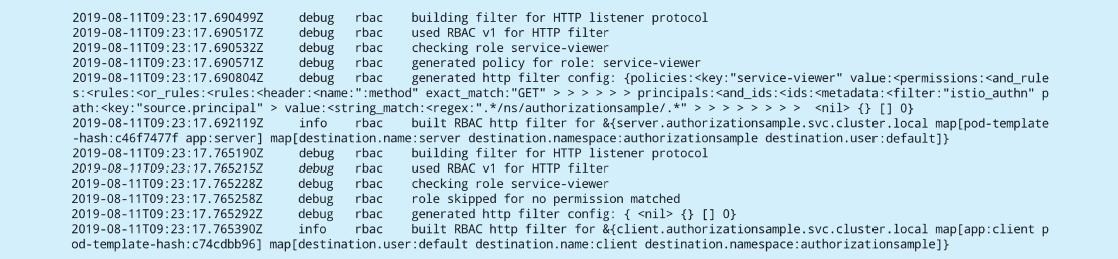 2019-08-11T09:23:17.690499Z debug rbac building filter for HTTP listener protocol
2019-08-11T09:23:17.690517Z debug rbac used RBAC v1 for HTTP filter
2019-08-11T09:23:17.690532Z debug rbac checking role service-viewer
2019-08-11T09:23:17.690571Z debug rbac generated policy for role: service-viewer
2019-08-11T09:23:17.690804Z debug rbac generated http filter config: {policies:<key:"service-viewer" value:<permissions:<and_rule
s:<rules:<or_rules:<rules:<header:<name:":method" exact_match:"GET" > > > > > > principals:<and_ids:<ids:<metadata:<filter:"istio_authn" p
ath:<key:"source.principal" > value:<string_match:<regex:".*/ns/authorizationsample/.*" > > > > > > > > <nil> {} [] 0}
2019-08-11T09:23:17.692119Z info rbac built RBAC http filter for &{server.authorizationsample.svc.cluster.local map[pod-template
-hash:c46f7477f app:server] map[destination.name:server destination.namespace:authorizationsample destination.user:default]}
2019-08-11T09:23:17.765190Z debug rbac building filter for HTTP listener protocol
2019-08-11T09:23:17.765215Z debug rbac used RBAC v1 for HTTP filter
2019-08-11T09:23:17.765228Z debug rbac checking role service-viewer
2019-08-11T09:23:17.765258Z debug rbac role skipped for no permission matched
2019-08-11T09:23:17.765292Z debug rbac generated http filter config: { <nil> {} [] 0}
2019-08-11T09:23:17.765390Z info rbac built RBAC http filter for &{client.authorizationsample.svc.cluster.local map[app:client p
od-template-hash:c74cdbb96] map[destination.user:default destination.name:client destination.namespace:authorizationsample]}